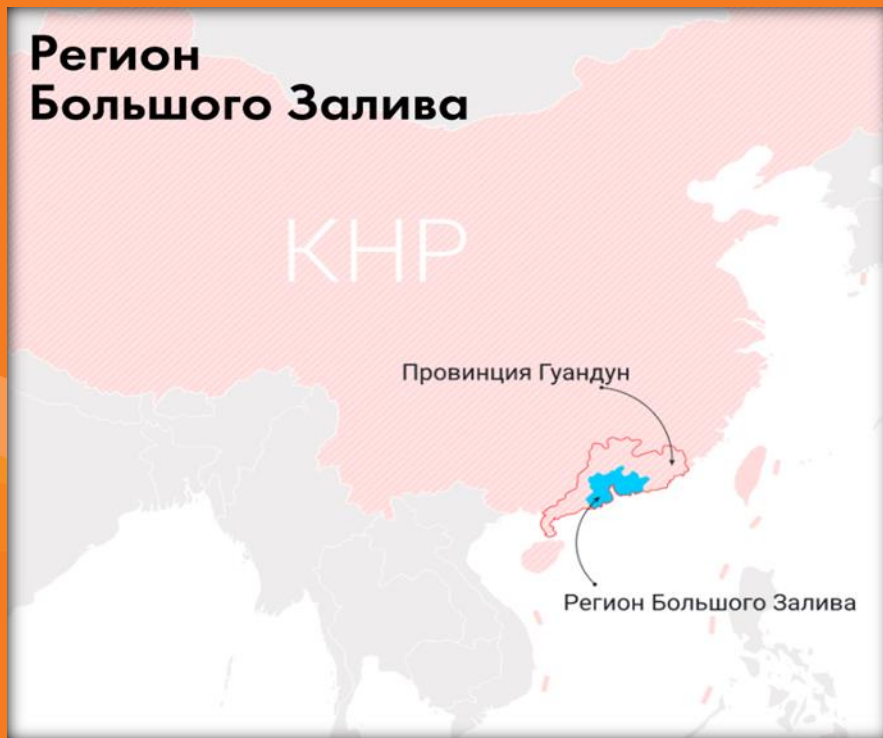 Регион
Большого Залива
КНР
Провинция Гуандун
Регион Большого Залива